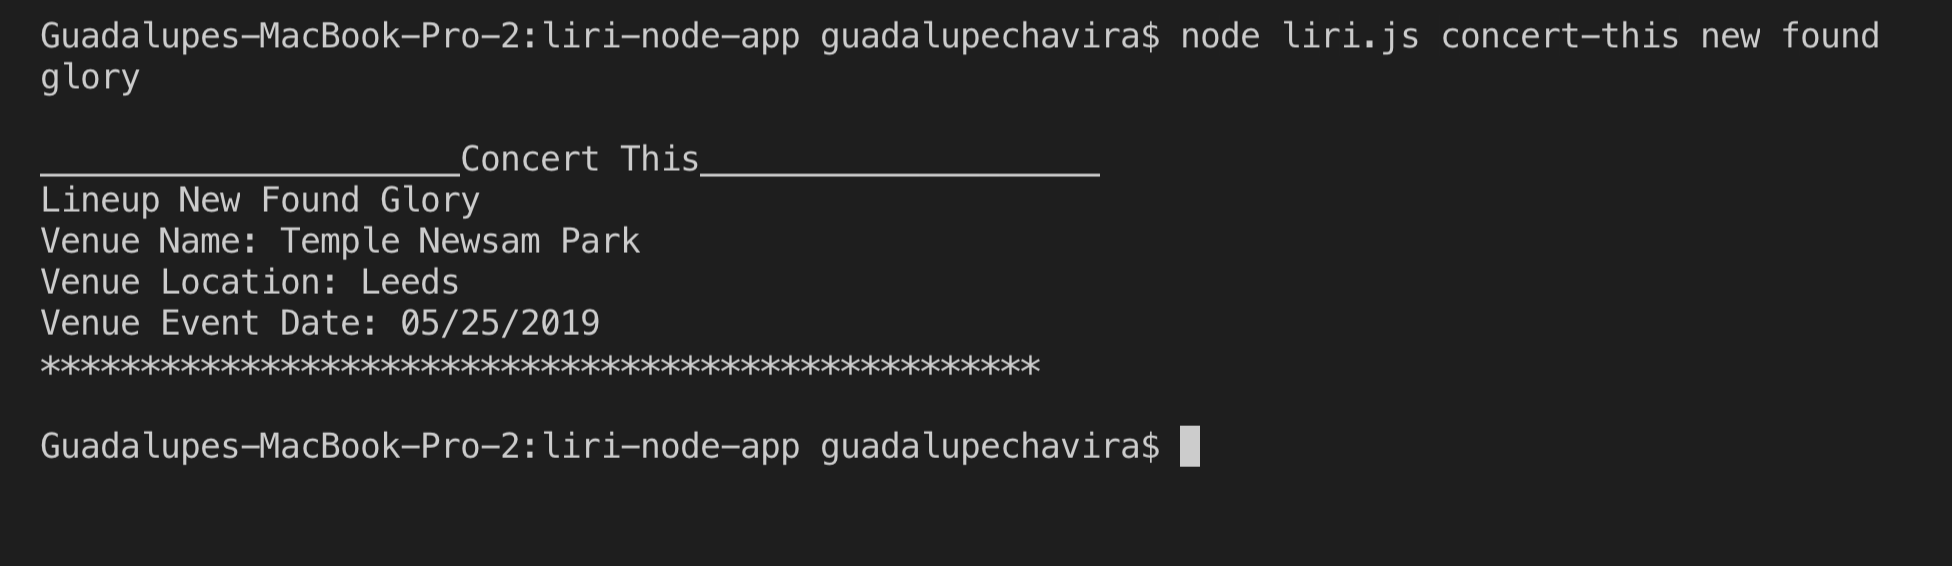 Guadalupes-MacBook-Pro-2:liri-node-app guadalupechavira$ node liri.js concert-this new found
glory
_____________________Concert This____________________
Lineup New Found Glory
Venue Name: Temple Newsam Park
Venue Location: Leeds
Venue Event Date: 05/25/2019
**************************************************
Guadalupes-MacBook-Pro-2:liri-node-app guadalupechavira$